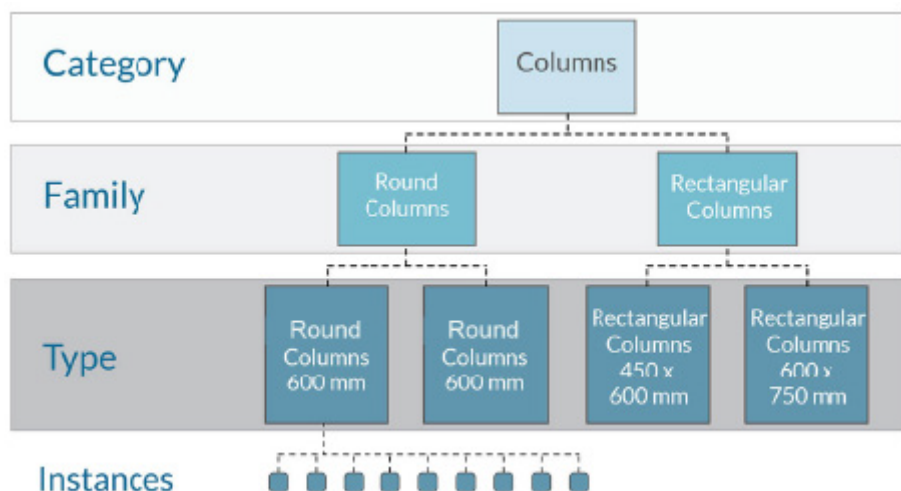 Category
Columns
Family
Round
Columns
Rectangular
Columns
Type
Round
Columns
600 mm
Round
Columns
600 mm
Rectangular
Columns
450 x
600 mm
Rectangular
Columns
600 x
750 mm
Instances